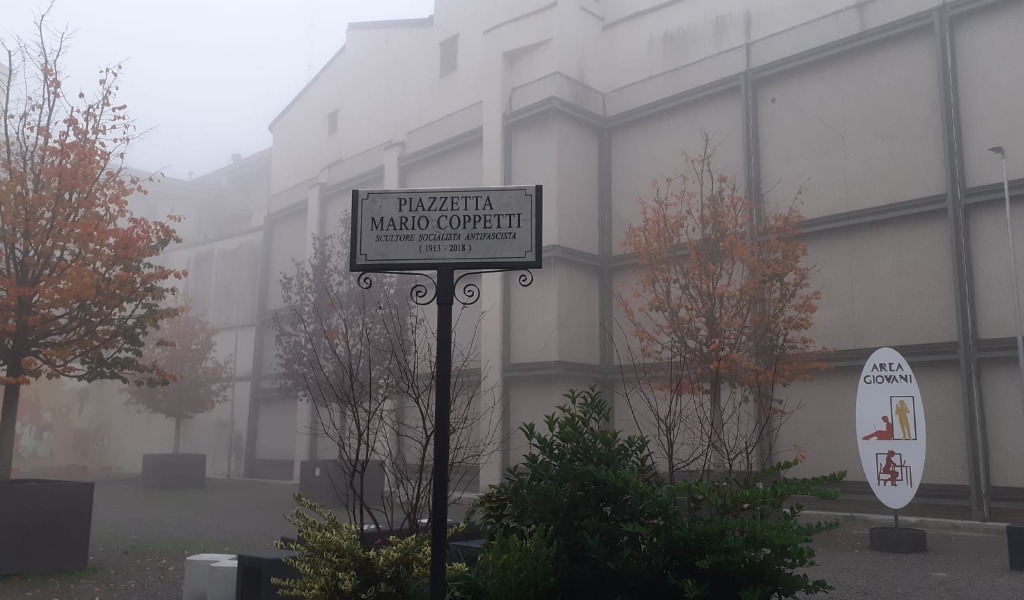 PIAZZETTA
MARIO COPPETTI
SCULTORE SOCIALISTA ANTIFASCISTA
( 1913 - 2018 )
AREA
GIOVANI